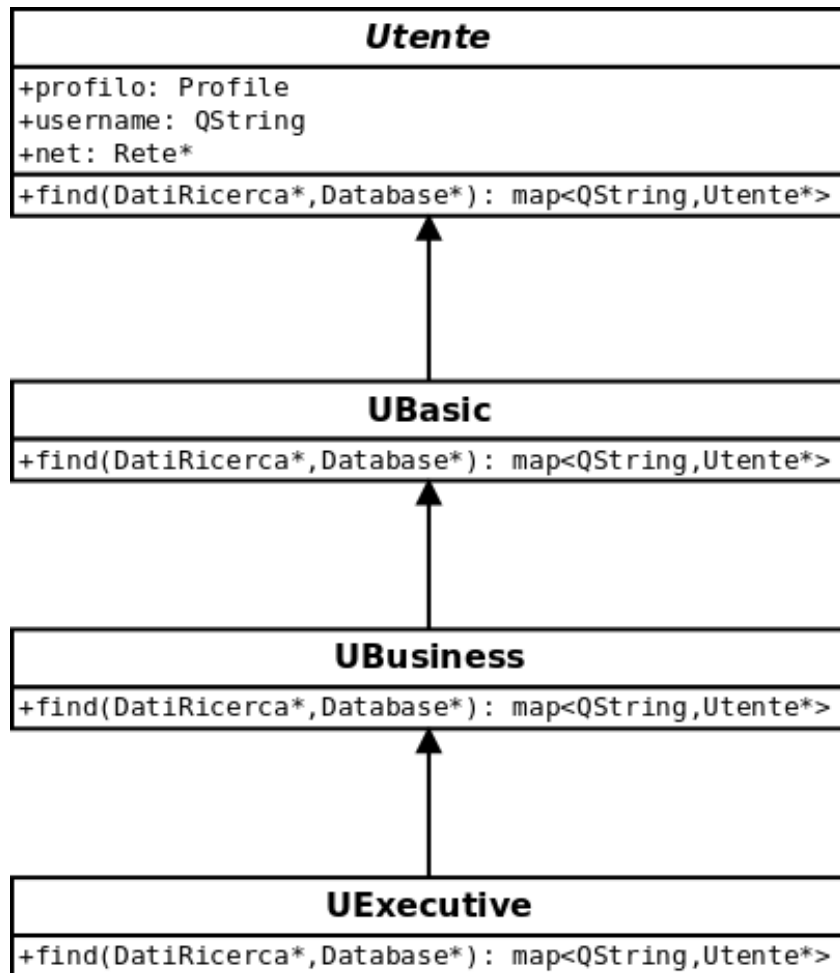 Utente
+profilo: Profile
+username: QString
+net: Rete*
+find(DatiRicerca*,Database*): map<QString,Utente*>
UBasic
+find(DatiRicerca*,Database*): map<QString,Utente*>
UBusiness
+find(DatiRicerca*,Database*): map<QString,Utente*>
UExecutive
+find(DatiRicerca*,Database*): map<QString,Utente*>